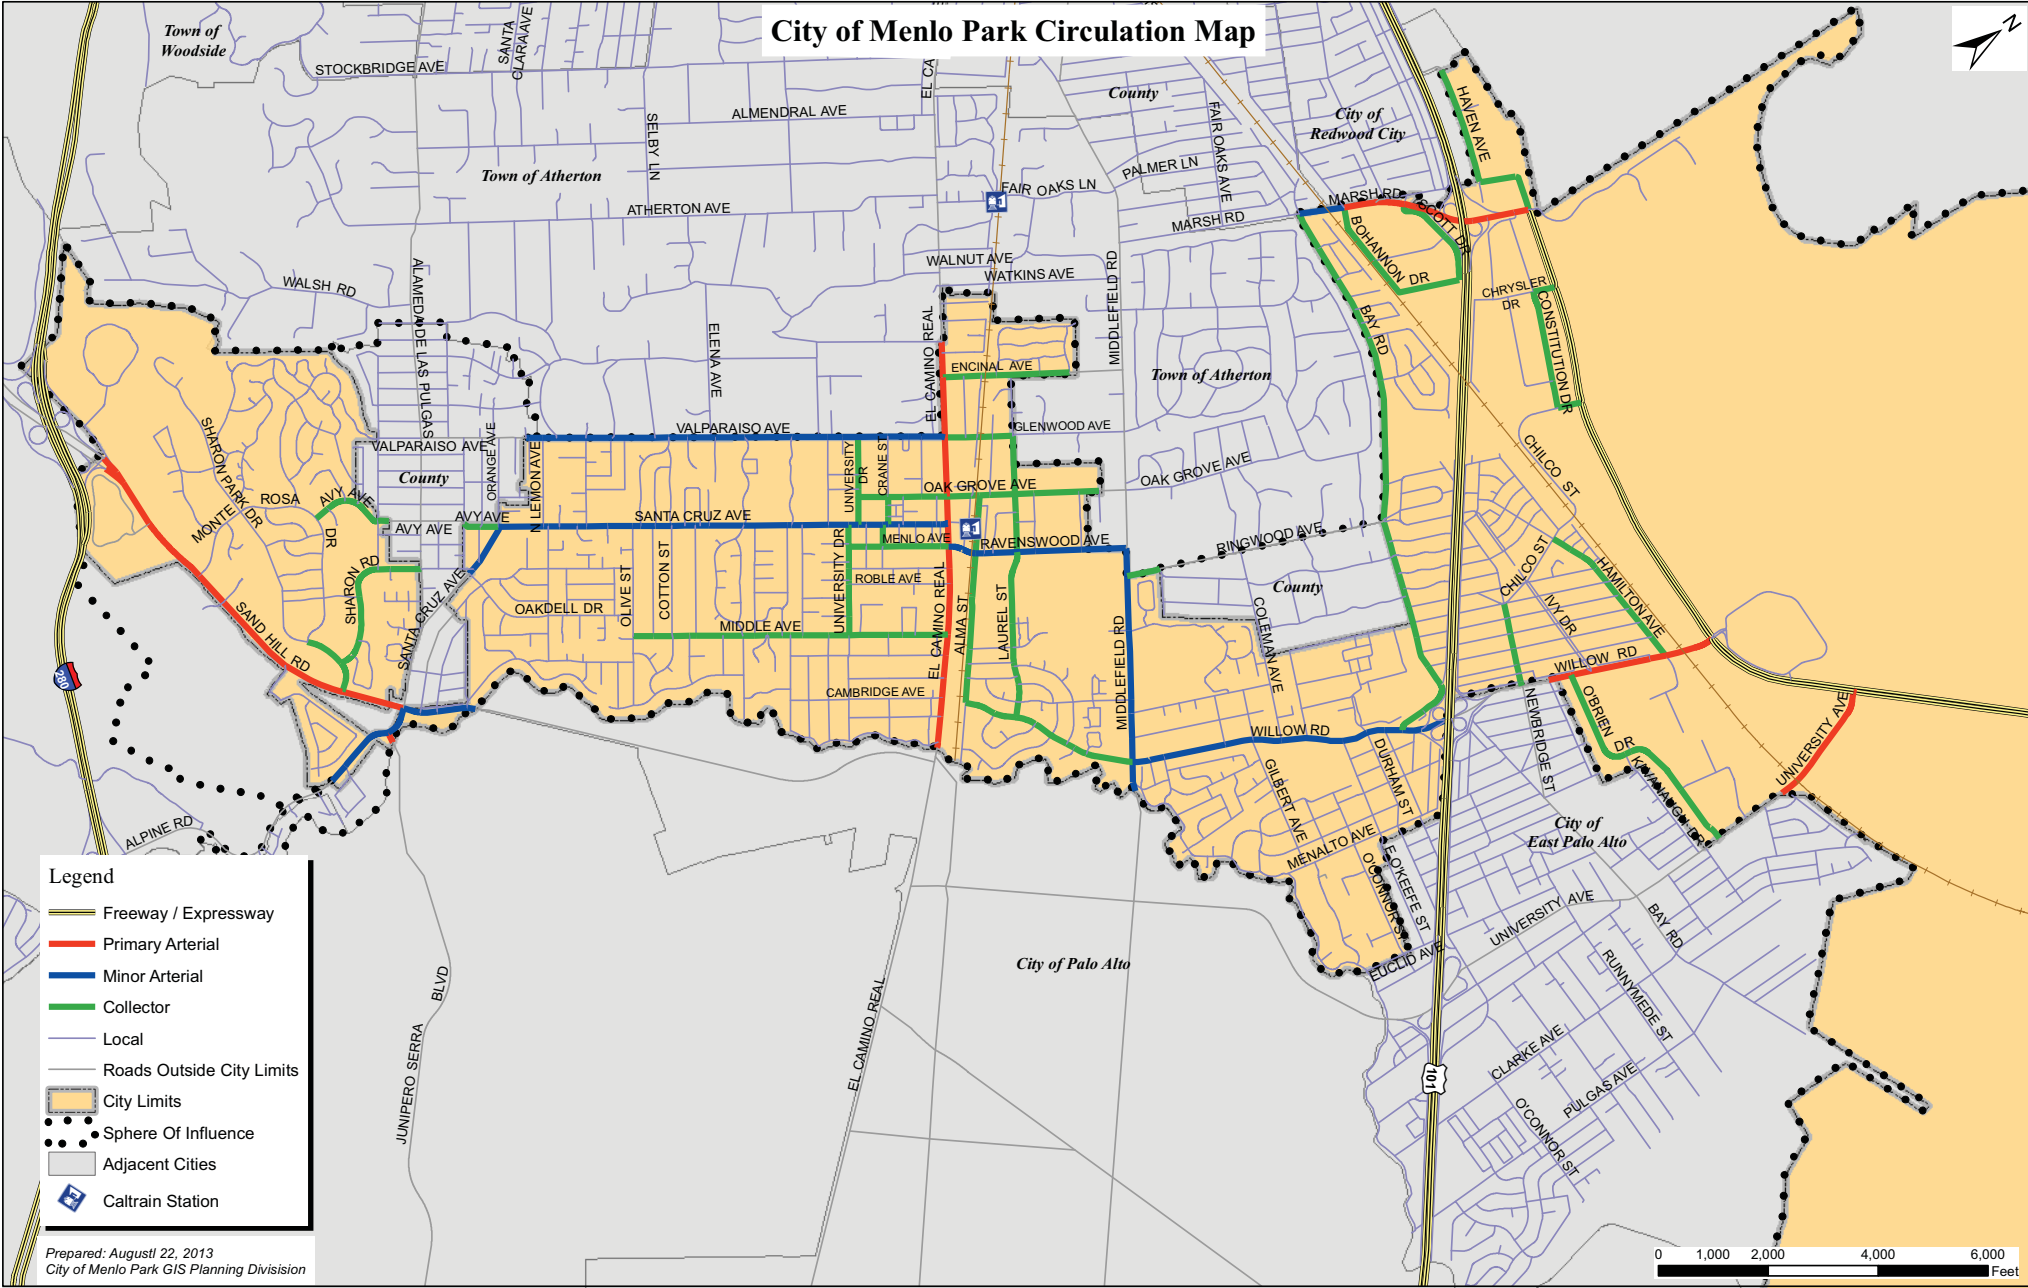 City of Menlo Park Circulation Map
N
Town of
Woodside
SANTA
CLARA AVE
STOCKBRIDGE AVE
EL CA
ALMENDRAL AVE
SELBY LN
Town of Atherton
ATHERTON AVE
County
FAIR OAKS AVE
City of
Redwood City
HAVEN AVE
PALMER LN
FAIR OAKS LN
MARSH RD
MARSH RD
SCOTT DR
BOHANNON DR
WALNUT AVE
WATKINS AVE
MIDDLEFIELD RD
CHRYSLER
DR
CONSTITUTION DR
WALSH RD
ALAMEDA DE LAS PULGAS
ELENA AVE
EL CAMINO REAL
BAY RD
ENCINAL AVE
Town of Atherton
VALPARAISO AVE
VALPARAISO AVE
GLENWOOD AVE
SHARON PARK DR
ORANGE AVE
N LEMON AVE
UNIVERSITY
DR
CRANE ST
County
OAK GROVE AVE
OAK GROVE AVE
CHILCO ST
MONTE
ROSA
DR
AVY AVE
AVY AVE
AVY AVE
SANTA CRUZ AVE
MENLO AVE
RAVENSWOOD AVE
RINGWOOD AVE
SHARON RD
SANTA CRUZ AVE
OLIVE ST
COTTON ST
UNIVERSITY DR
ROBLE AVE
OAKDELL DR
MIDDLE AVE
EL CAMINO REAL
ALMA ST
LAUREL ST
MIDDLEFIELD RD
County
COLEMAN AVE
CHILCO ST
HAMILTON AVE
IVY DR
WILLOW RD
SAND HILL RD
280
CAMBRIDGE AVE
WILLOW RD
NEWBRIDGE ST
O'BRIEN
DR
KAVANAUGH DR
UNIVERSITY AVE
GILBERT AVE
DURHAM ST
MENALTO AVE
O'CONNOR ST
E O'KEEFE ST
EUCLID AVE
City of
East Palo Alto
ALPINE RD
UNIVERSITY AVE
BAY RD
RUNNYMEDE ST
City of Palo Alto
JUNIPERO SERRA
BLVD
EL CAMINO REAL
CLARKE AVE
PULGAS AVE
O'CONNOR ST
101
Legend
Freeway / Expressway
Primary Arterial
Minor Arterial
Collector
Local
Roads Outside City Limits
City Limits
Sphere Of Influence
Adjacent Cities
Caltrain Station
Prepared: Augustl 22, 2013
City of Menlo Park GIS Planning Divisision
0 1,000 2,000 4,000 6,000
Feet